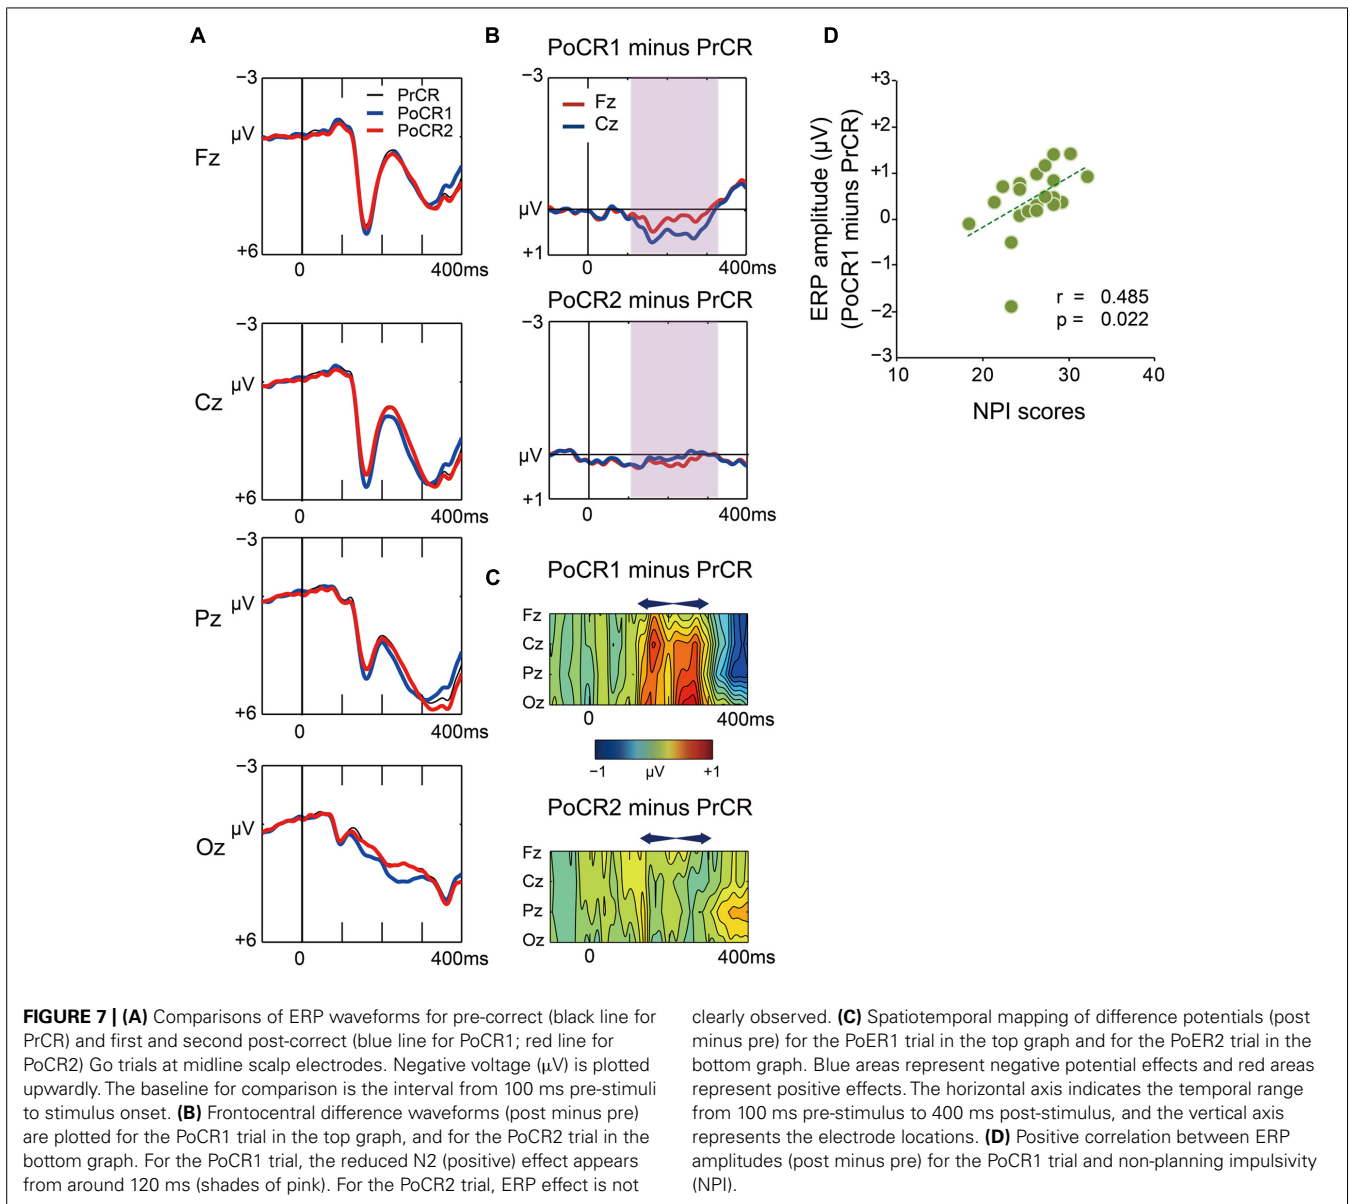 A
−3
PrCR
PoCR1
PoCR2
µV
Fz
+6
0
400ms
−3
µV
Cz
+6
0
400ms
−3
µV
Pz
+6
0
400ms
−3
µV
Oz
+6
0
400ms
B
PoCR1 minus PrCR
−3
Fz
Cz
µV
+1
0
400ms
PoCR2 minus PrCR
−3
µV
+1
0
400ms
C
PoCR1 minus PrCR
Fz
Cz
Pz
Oz
0
400ms
−1
µV
+1
PoCR2 minus PrCR
Fz
Cz
Pz
Oz
0
400ms
D
+3
+2
+1
0
−1
−2
−3
ERP amplitude (µV)
(PoCR1 miuns PrCR)
r = 0.485
p = 0.022
10
20
30
40
NPI scores
FIGURE 7 | (A) Comparisons of ERP waveforms for pre-correct (black line for
PrCR) and first and second post-correct (blue line for PoCR1; red line for
PoCR2) Go trials at midline scalp electrodes. Negative voltage (µV) is plotted
upwardly. The baseline for comparison is the interval from 100 ms pre-stimuli
to stimulus onset. (B) Frontocentral difference waveforms (post minus pre)
are plotted for the PoCR1 trial in the top graph, and for the PoCR2 trial in the
bottom graph. For the PoCR1 trial, the reduced N2 (positive) effect appears
from around 120 ms (shades of pink). For the PoCR2 trial, ERP effect is not
clearly observed. (C) Spatiotemporal mapping of difference potentials (post
minus pre) for the PoER1 trial in the top graph and for the PoER2 trial in the
bottom graph. Blue areas represent negative potential effects and red areas
represent positive effects. The horizontal axis indicates the temporal range
from 100 ms pre-stimulus to 400 ms post-stimulus, and the vertical axis
represents the electrode locations. (D) Positive correlation between ERP
amplitudes (post minus pre) for the PoCR1 trial and non-planning impulsivity
(NPI).